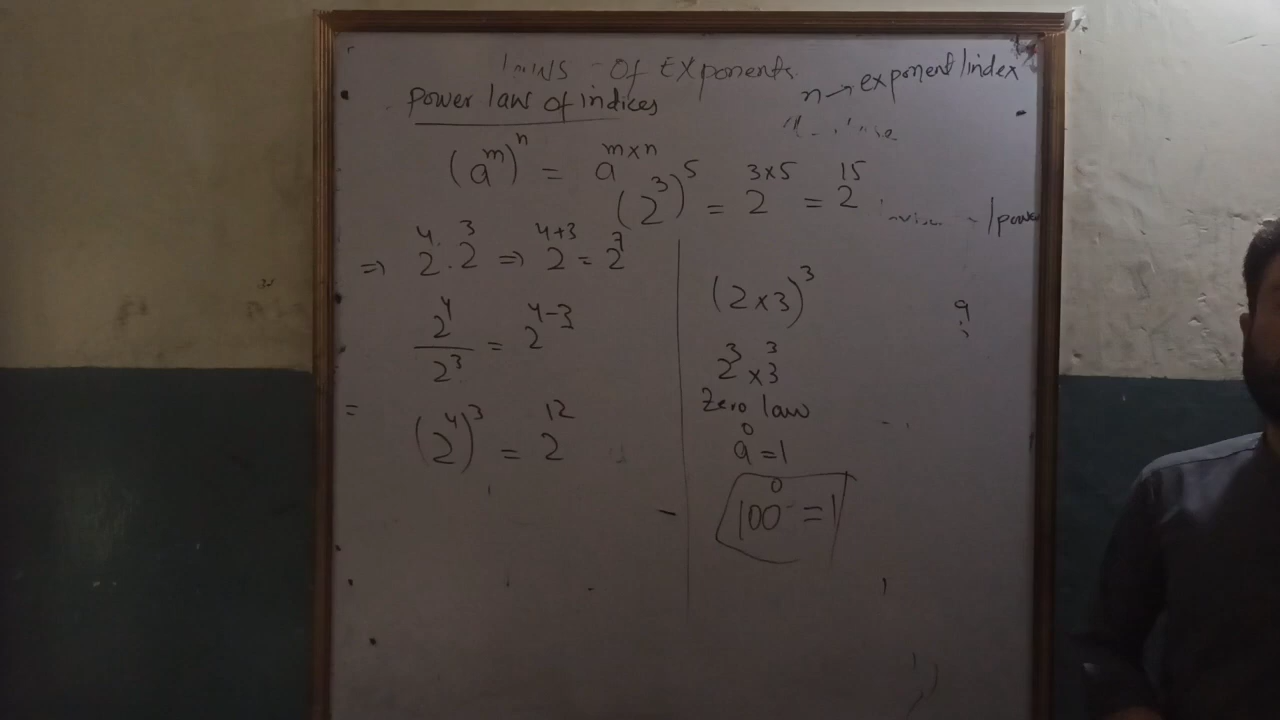 Laws of Exponents
n → exponent/index
Power law of indices
(a^m)^n = a^(m×n)
(2^3)^5 = 2^(3×5) = 2^15
/power
⇒ 2^4 . 2^3 ⇒ 2^(4+3) = 2^7
2^4/2^3 = 2^(4-3)
=
(2^4)^3 = 2^12
(2×3)^3
2^3 × 3^3
Zero law
a^0 = 1
100^0 = 1